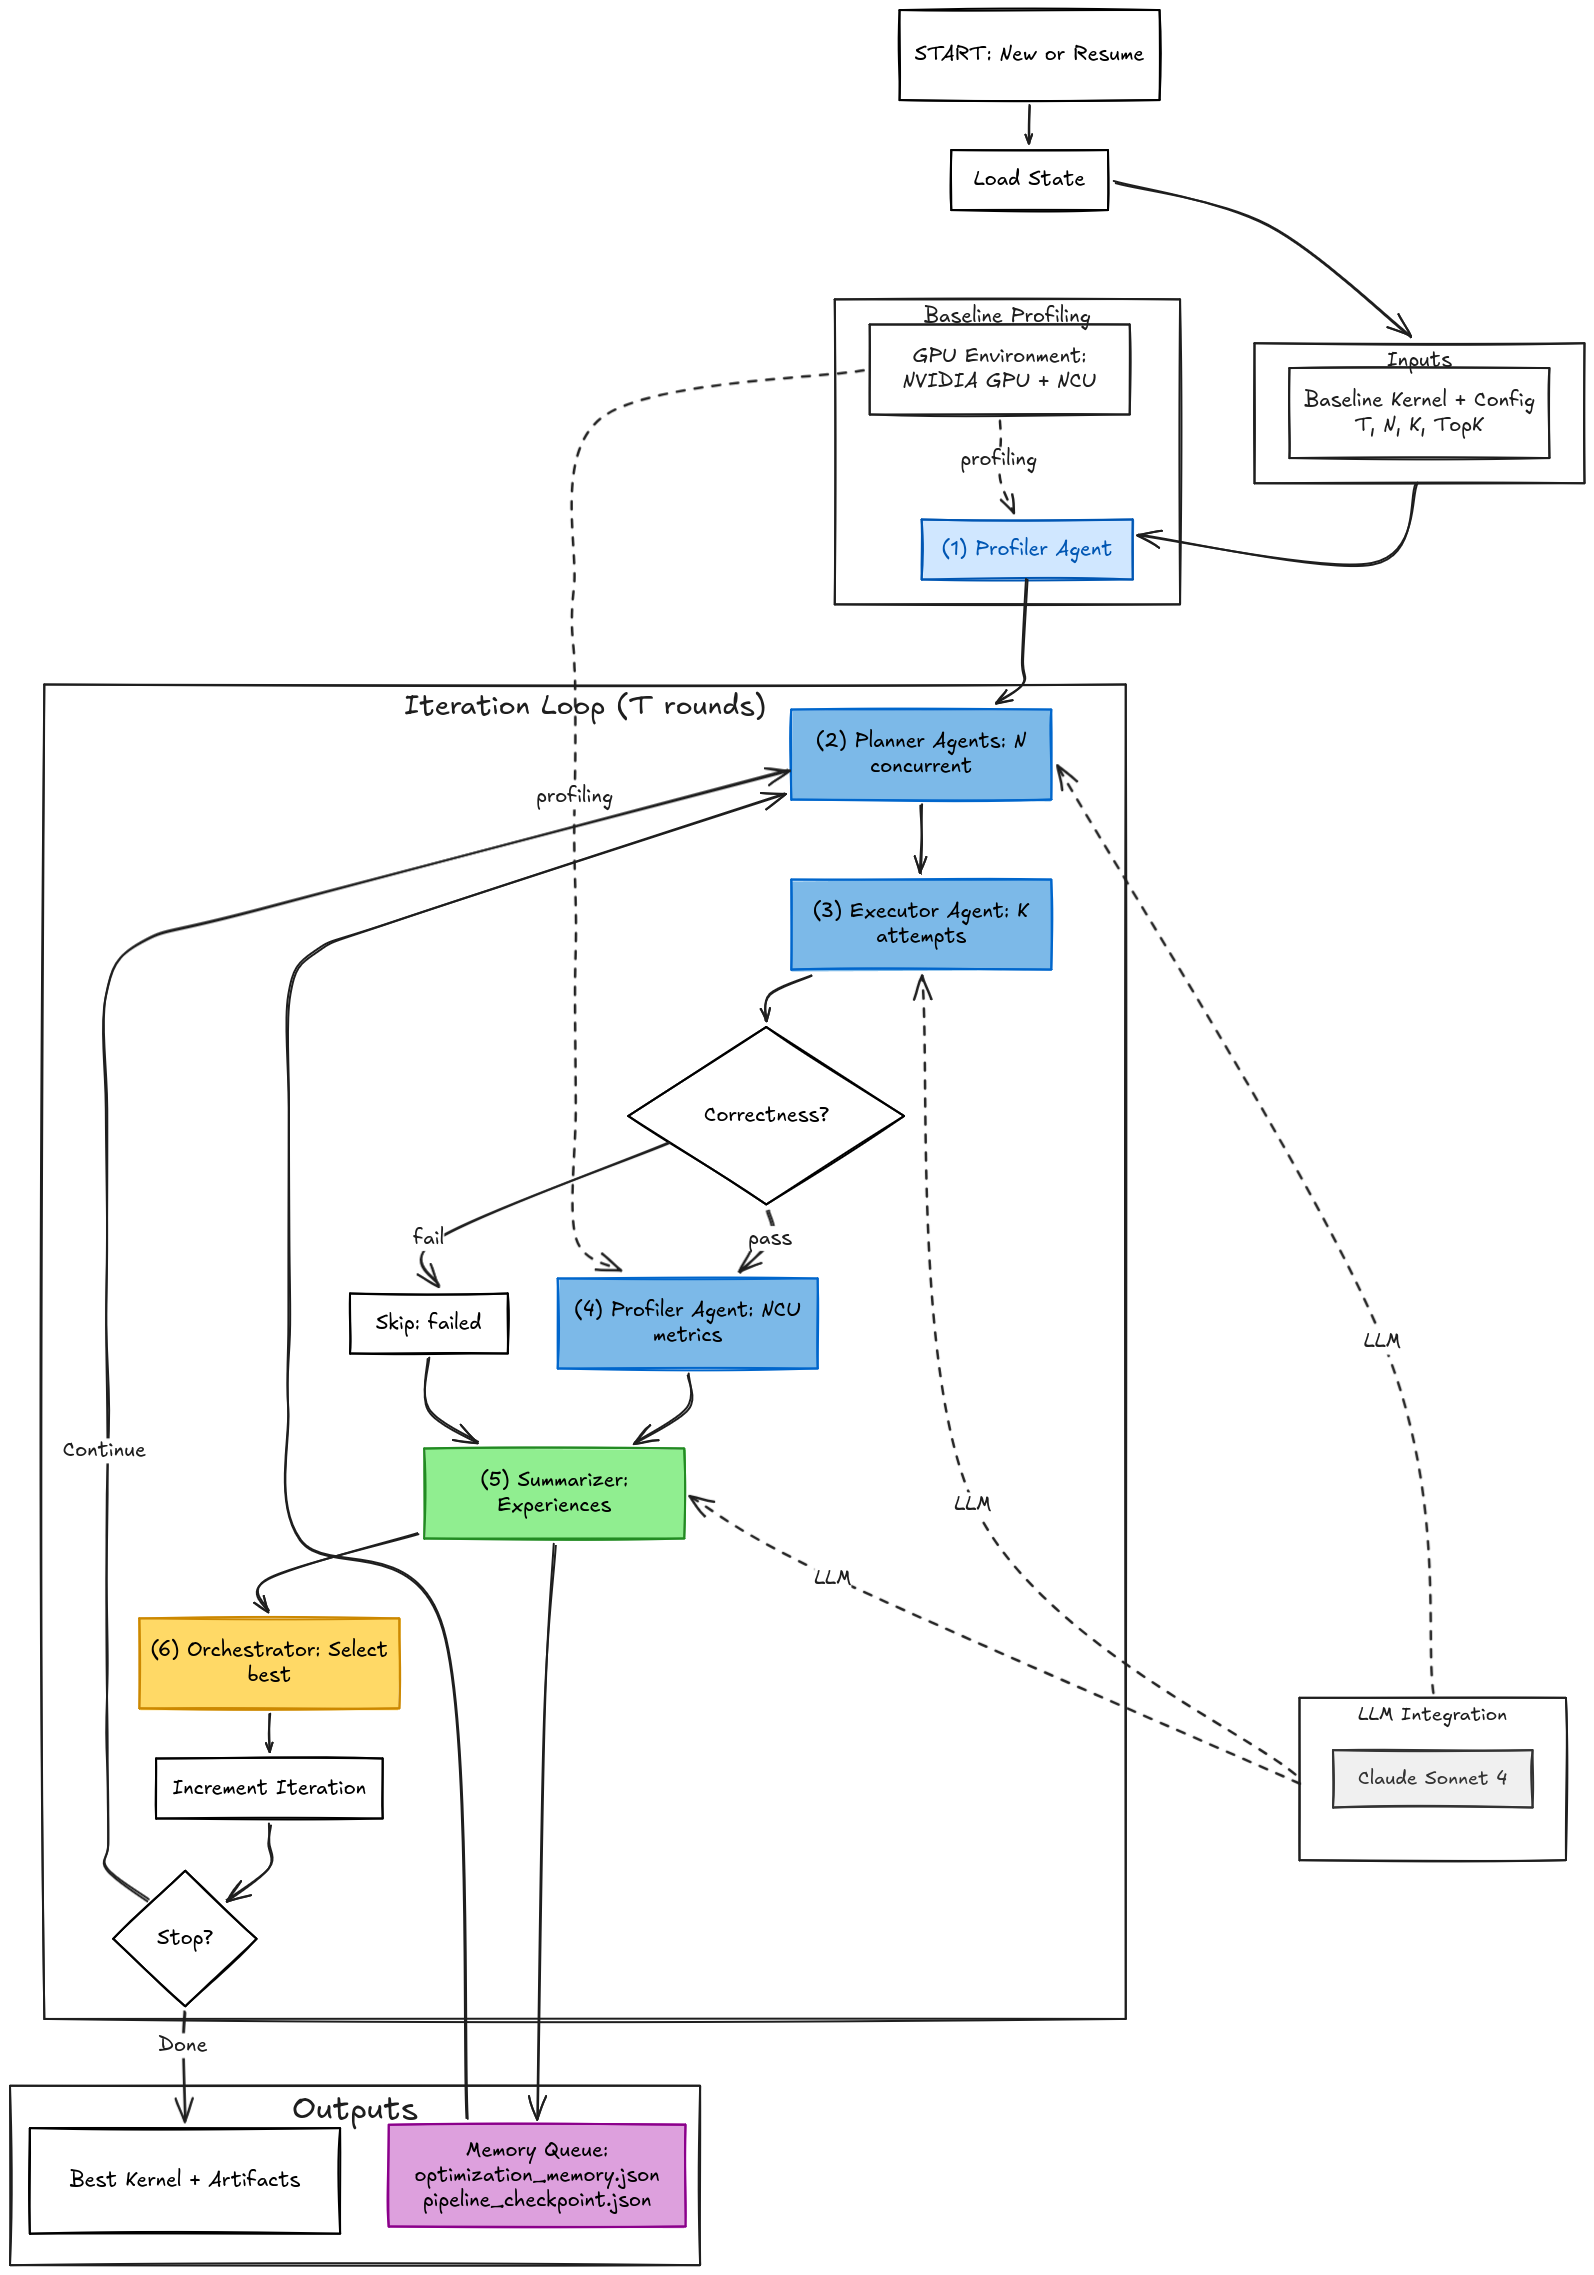 START: New or Resume
Load State
Baseline Profiling
GPU Environment:
NVIDIA GPU + NCU
profiling
(1) Profiler Agent
Inputs
Baseline Kernel + Config
T, N, K, TopK
Iteration Loop (T rounds)
(2) Planner Agents: N
concurrent
profiling
(3) Executor Agent: K
attempts
Correctness?
fail
pass
Skip: failed
(4) Profiler Agent: NCU
metrics
LLM
Continue
(5) Summarizer:
Experiences
LLM
LLM
(6) Orchestrator: Select
best
LLM Integration
Claude Sonnet 4
Increment Iteration
Stop?
Done
Outputs
Best Kernel + Artifacts
Memory Queue:
optimization_memory.json
pipeline_checkpoint.json